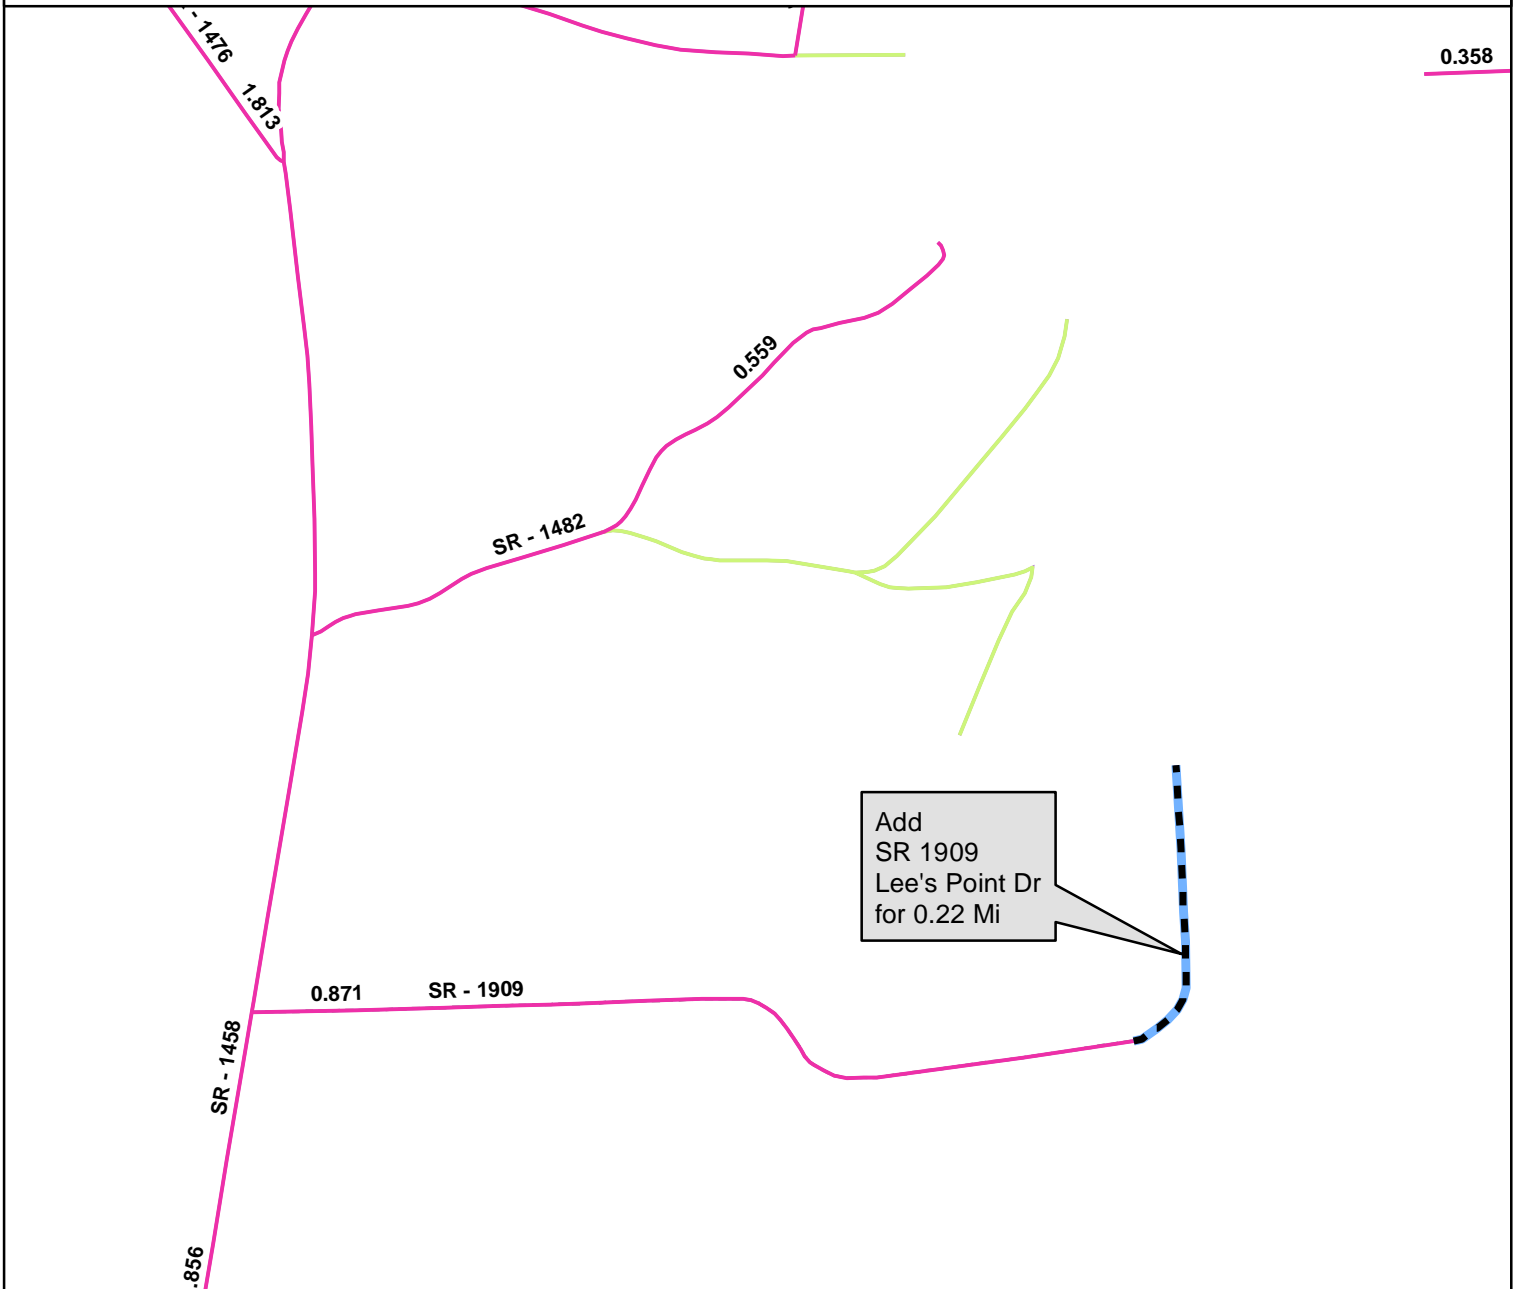 - 1476
1.813
0.358
0.559
SR - 1482
Add
SR 1909
Lee's Point Dr
for 0.22 Mi
0.871
SR - 1909
SR - 1458
.856